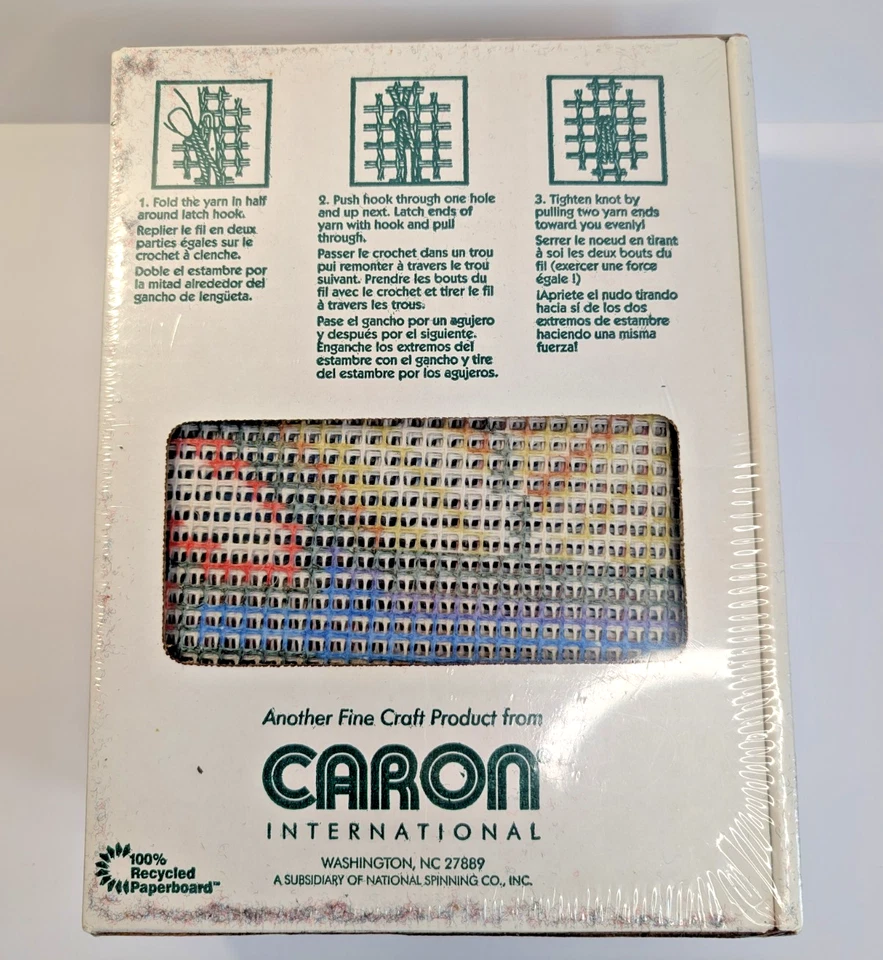 1. Fold the yarn in half
around latch hook.
Replier le fil en deux
parties égales sur le
crochet à clenche.
Doble el estambre por
la mitad alrededor del
gancho de lengüeta.
2. Push hook through one hole
and up next. Latch ends of
yarn with hook and pull
through.
Passer le crochet dans un trou
pui remonter à travers le trou
suivant. Prendre les bouts du
fil avec le crochet et tirer le fil
à travers les trous.
Pase el gancho por un agujero
y después por el siguiente.
Enganche los extremos del
estambre con el gancho y tire
del estambre por los agujeros.
3. Tighten knot by
pulling two yarn ends
toward you evenly!
Serrer le noeud en tirant
à soi les deux bouts du
fil (exercer une force
égale !)
¡Apriete el nudo tirando
hacia sí de los dos
extremos de estambre
haciendo una misma
fuerza!
Another Fine Craft Product from
CARON®
INTERNATIONAL
WASHINGTON, NC 27889
A SUBSIDIARY OF NATIONAL SPINNING CO., INC.
100%
Recycled
Paperboard™